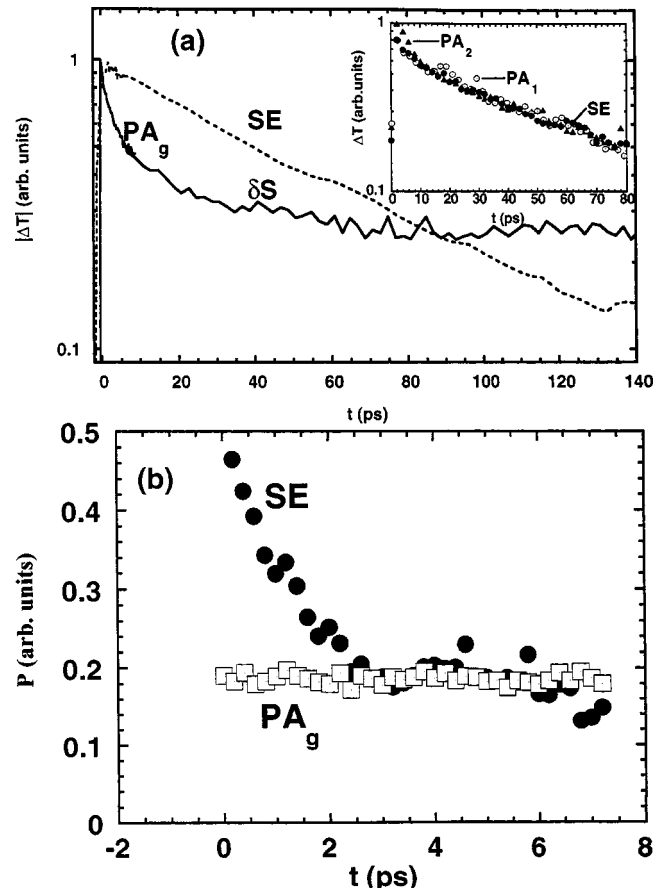 (a)
1
0.1
|ΔT| (arb. units)
SE
PAg
δS
0 20 40 60 80 100 120 140
t (ps)
1
0.1
ΔT (arb.units)
PA2
PA1
SE
0 10 20 30 40 50 60 70 80
t (ps)
(b)
0.5
0.4
0.3
0.2
0.1
0
P (arb. units)
SE
PAg
-2 0 2 4 6 8
t (ps)